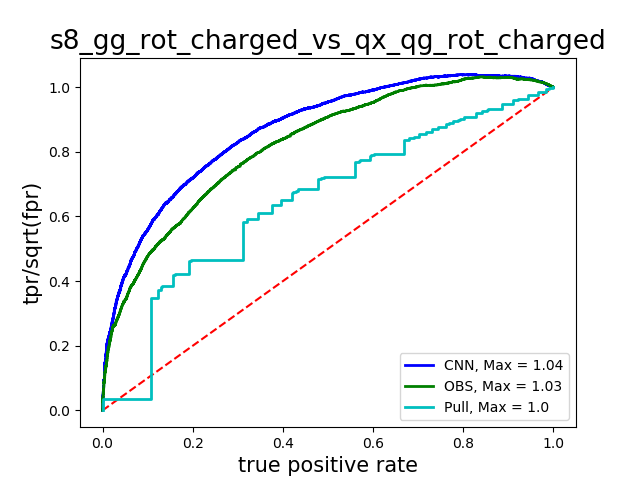 s8_gg_rot_charged_vs_qx_qg_rot_charged
tpr/sqrt(fpr)
1.0
0.8
0.6
0.4
0.2
0.0
CNN, Max = 1.04
OBS, Max = 1.03
Pull, Max = 1.0
0.0 0.2 0.4 0.6 0.8 1.0
true positive rate